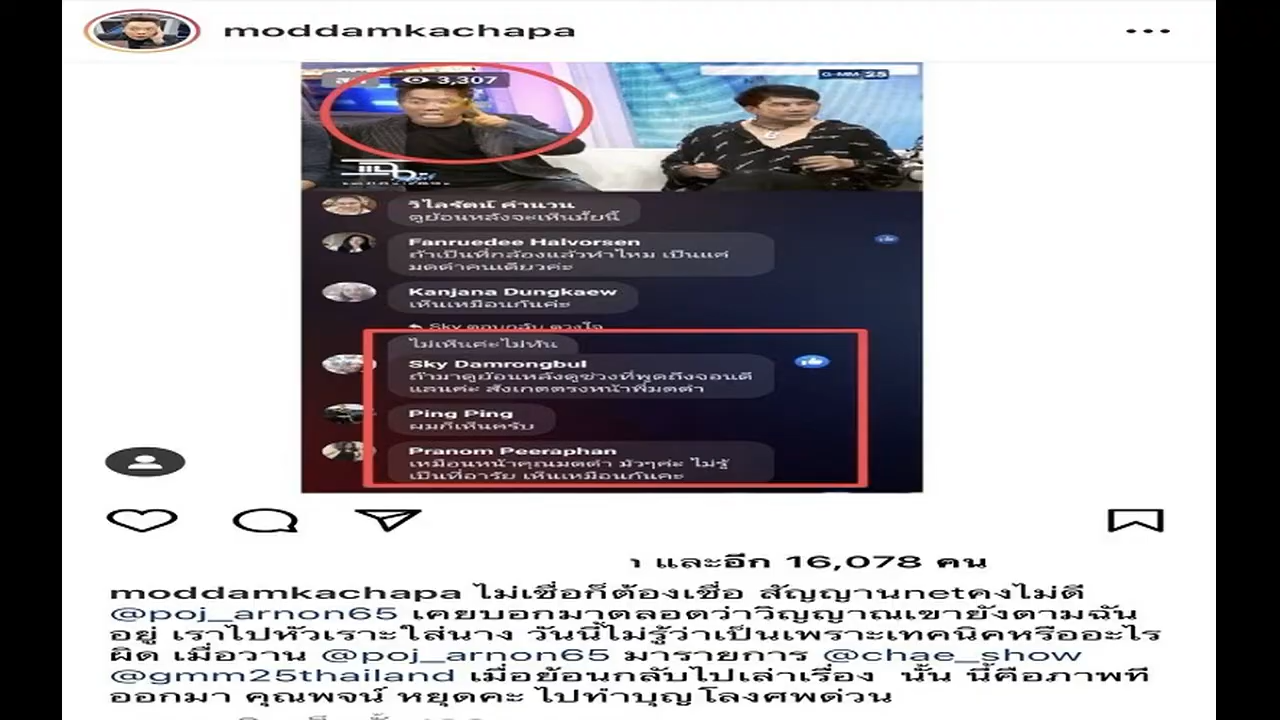 moddamkachapa
3,307
G-MM 25
วิไลรัตน์ คำนวน
ดูย้อนหลังจะเห็นมั้ยนี้
Fanruedee Halvorsen
ถ้าเป็นที่กล้องแล้วทำไหม เป็นแค่
มดดำคนเดียวค่ะ
Kanjana Dungkaew
เห็นเหมือนกันค่ะ
Sky ตอบกลับ ดวงใจ
ไม่เห็นค่ะไม่ทัน
Sky Damrongbul
ถ้ามาดูย้อนหลังดูช่วงที่พูดถึงจอนดี
แลนค่ะ สังเกตตรงหน้าพี่มดดำ
Ping Ping
ผมก็เห็นครับ
Pranom Peeraphan
เหมือนหน้าคุณมดดำ มัวๆค่ะ ไม่รู้
เป็นที่อารัย เห็นเหมือนกันคะ
า และอีก 16,078 คน
moddamkachapa ไม่เชื่อก็ต้องเชื่อ สัญญานnetคงไม่ดี
@poj_arnon65 เคยบอกมาตลอดว่าวิญญาณเขายังตามฉัน
อยู่ เราไปหัวเราะใส่นาง วันนี้ไม่รู้ว่าเป็นเพราะเทคนิคหรืออะไร
ผิด เมื่อวาน @poj_arnon65 มารายการ @chae_show
@gmm25thailand เมื่อย้อนกลับไปเล่าเรื่อง นั้น นี้คือภาพที
ออกมา คุณพจน์ หยุดคะ ไปทำบุญโลงศพด่วน